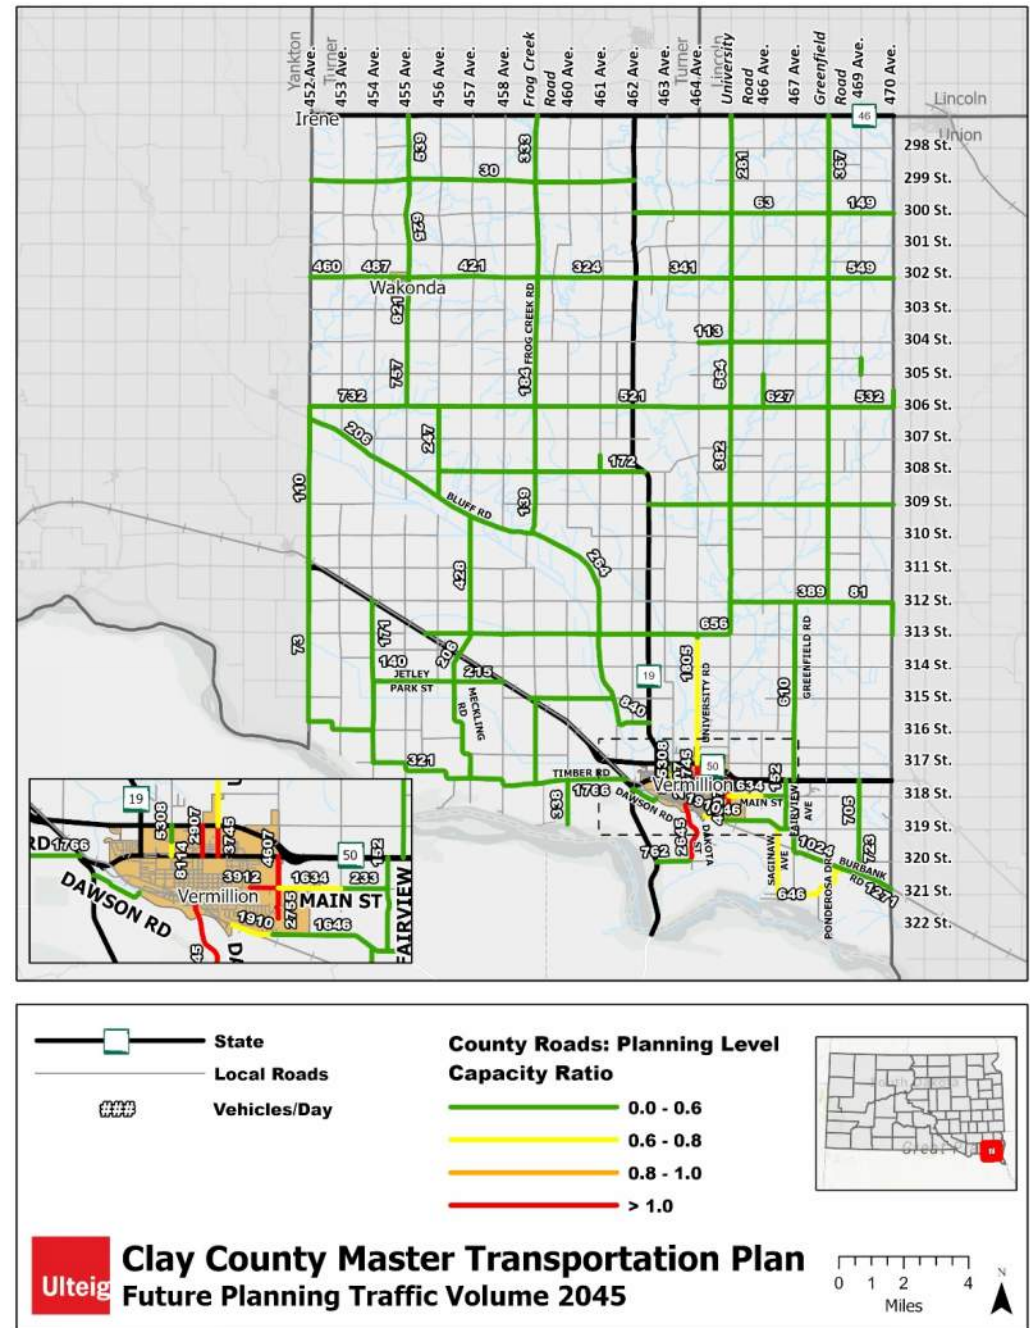 Yankton
452 Ave.
Turner
453 Ave.
454 Ave.
455 Ave.
456 Ave.
457 Ave.
458 Ave.
Frog Creek
Road
460 Ave.
461 Ave.
462 Ave.
463 Ave.
Turner
464 Ave.
Lincoln
University
Road
466 Ave.
467 Ave.
Greenfield
Road
469 Ave.
470 Ave.
Lincoln
Union
Irene
46
539
333
281
367
298 St.
30
299 St.
63
149
300 St.
625
301 St.
460
487
421
324
341
549
302 St.
Wakonda
821
FROG CREEK RD
303 St.
113
304 St.
757
184
564
305 St.
732
521
627
532
306 St.
206
247
382
307 St.
172
308 St.
110
BLUFF RD
139
309 St.
310 St.
428
264
311 St.
389
81
312 St.
73
171
656
313 St.
140
206
215
JETLEY
PARK ST
MECKLING
RD
19
1805
UNIVERSITY RD
610
GREENFIELD RD
314 St.
315 St.
840
316 St.
321
5308
745
50
152
317 St.
TIMBER RD
1766
Vermillion
634
318 St.
338
DAWSON RD
1910
MAIN ST
FAIRVIEW
AVE
705
319 St.
762
2645
DAKOTA
ST
SAGINAW
AVE
1024
723
320 St.
BURBANK
RD
1271
321 St.
646
PONDEROSA DR
322 St.
19
5308
2907
3745
4607
RD
1766
8114
50
152
3912
1634
233
DAWSON RD
Vermillion
MAIN ST
1910
2755
1646
FAIRVIEW
45
State
Local Roads
###
Vehicles/Day
County Roads: Planning Level
Capacity Ratio
0.0 - 0.6
0.6 - 0.8
0.8 - 1.0
> 1.0
South Dakota
Ulteig
Clay County Master Transportation Plan
Future Planning Traffic Volume 2045
0 1 2 4
Miles
N